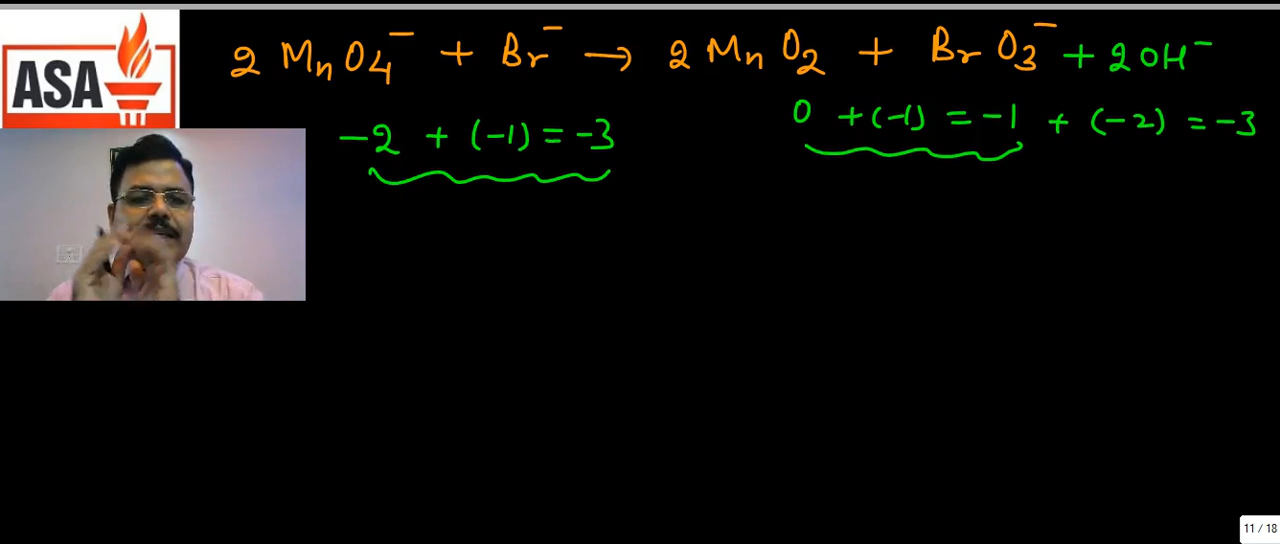 ASA
2 MnO₄⁻ + Br⁻ → 2 MnO₂ + BrO₃⁻ + 2OH⁻
-2 + (-1) = -3 0 + (-1) = -1 + (-2) = -3
11 / 18